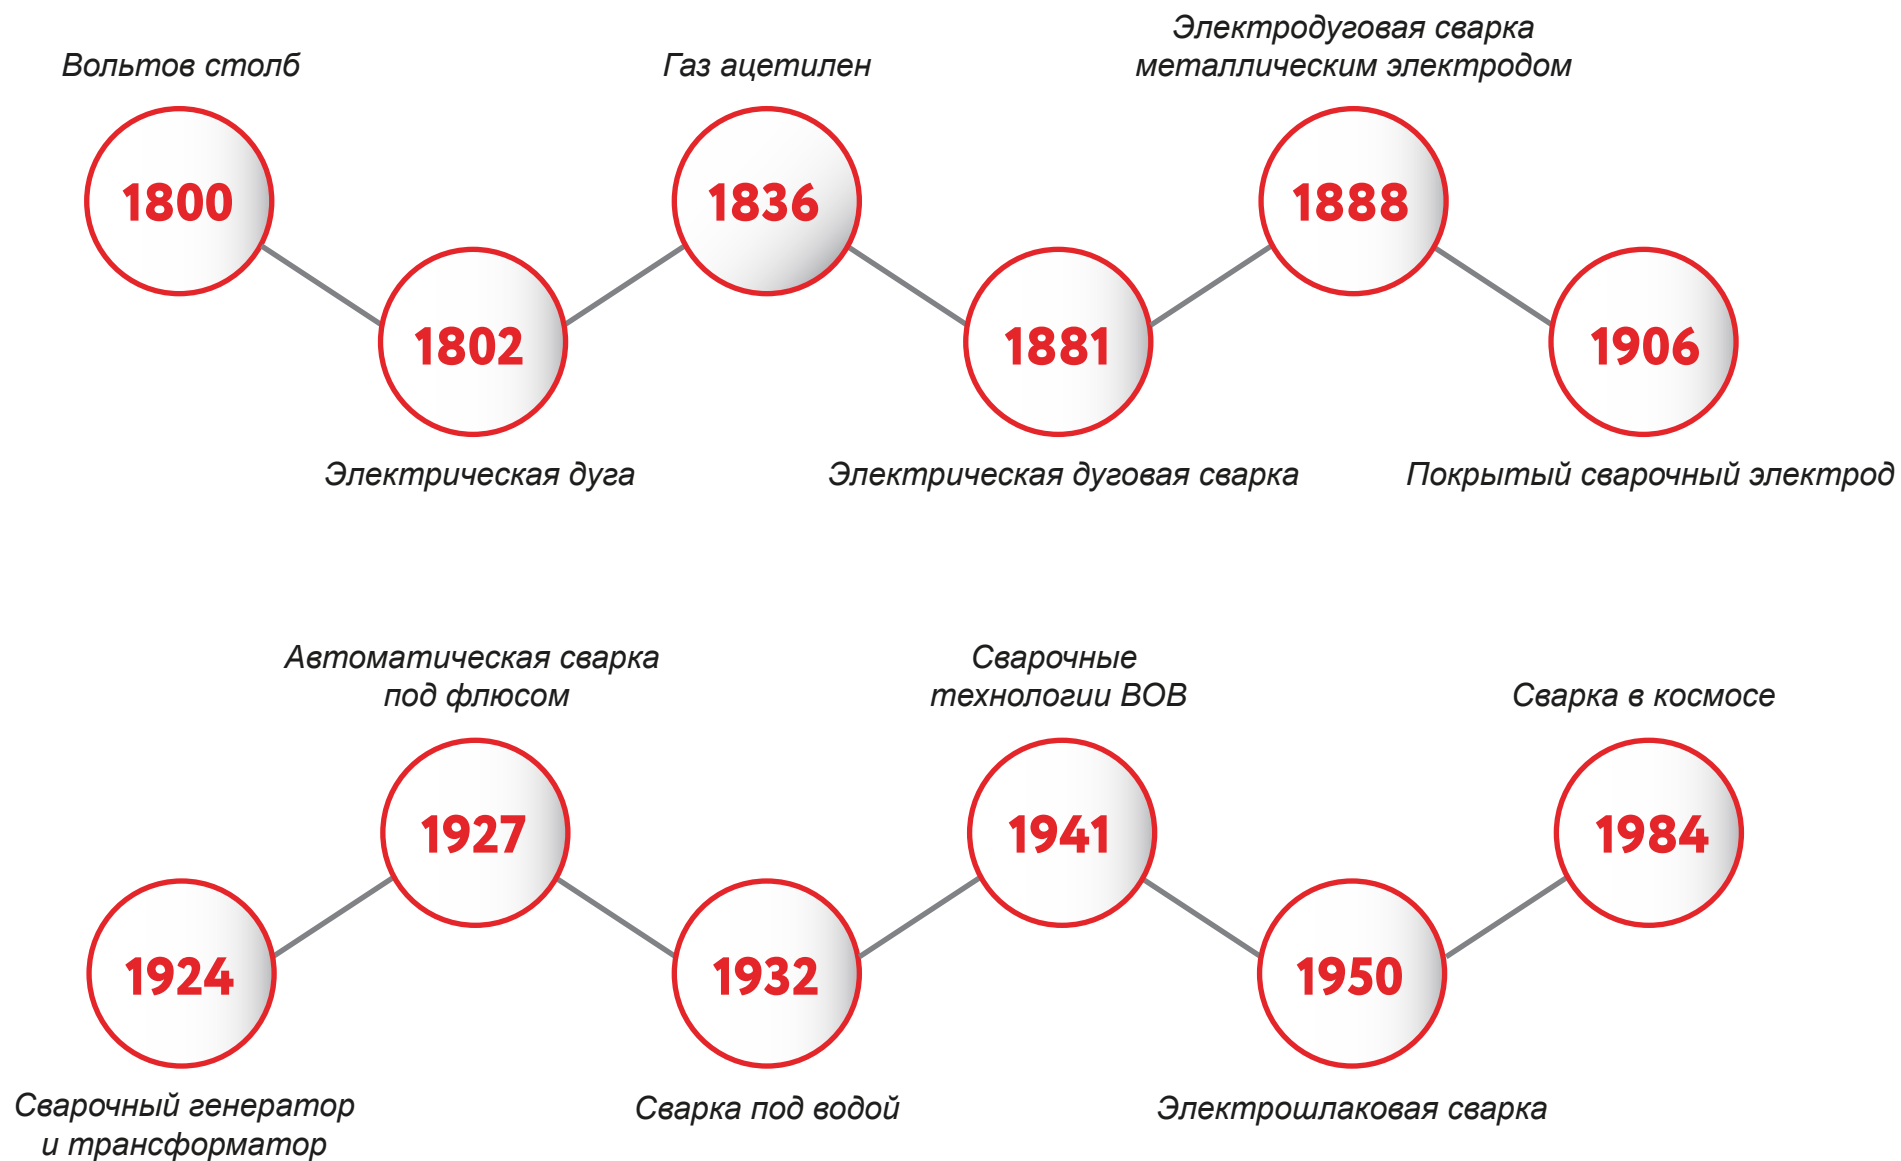 Вольтов столб
1800
1802
Электрическая дуга
Газ ацетилен
1836
1881
Электрическая дуговая сварка
Электродуговая сварка
металлическим электродом
1888
1906
Покрытый сварочный электрод
1924
Сварочный генератор
и трансформатор
Автоматическая сварка
под флюсом
1927
1932
Сварка под водой
Сварочные
технологии ВОВ
1941
1950
Электрошлаковая сварка
Сварка в космосе
1984